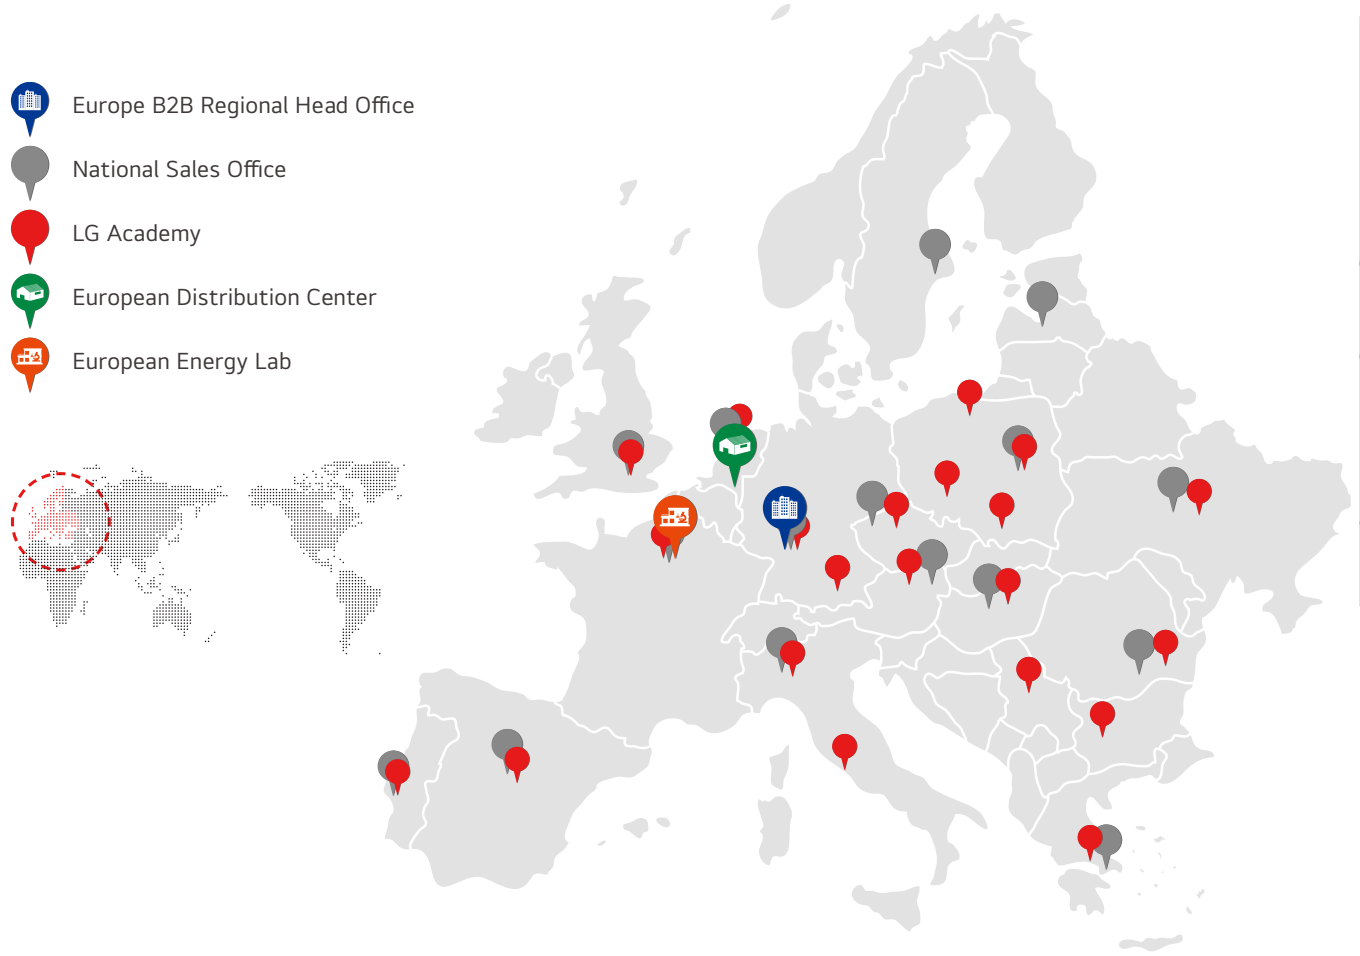 Europe B2B Regional Head Office
National Sales Office
LG Academy
European Distribution Center
European Energy Lab